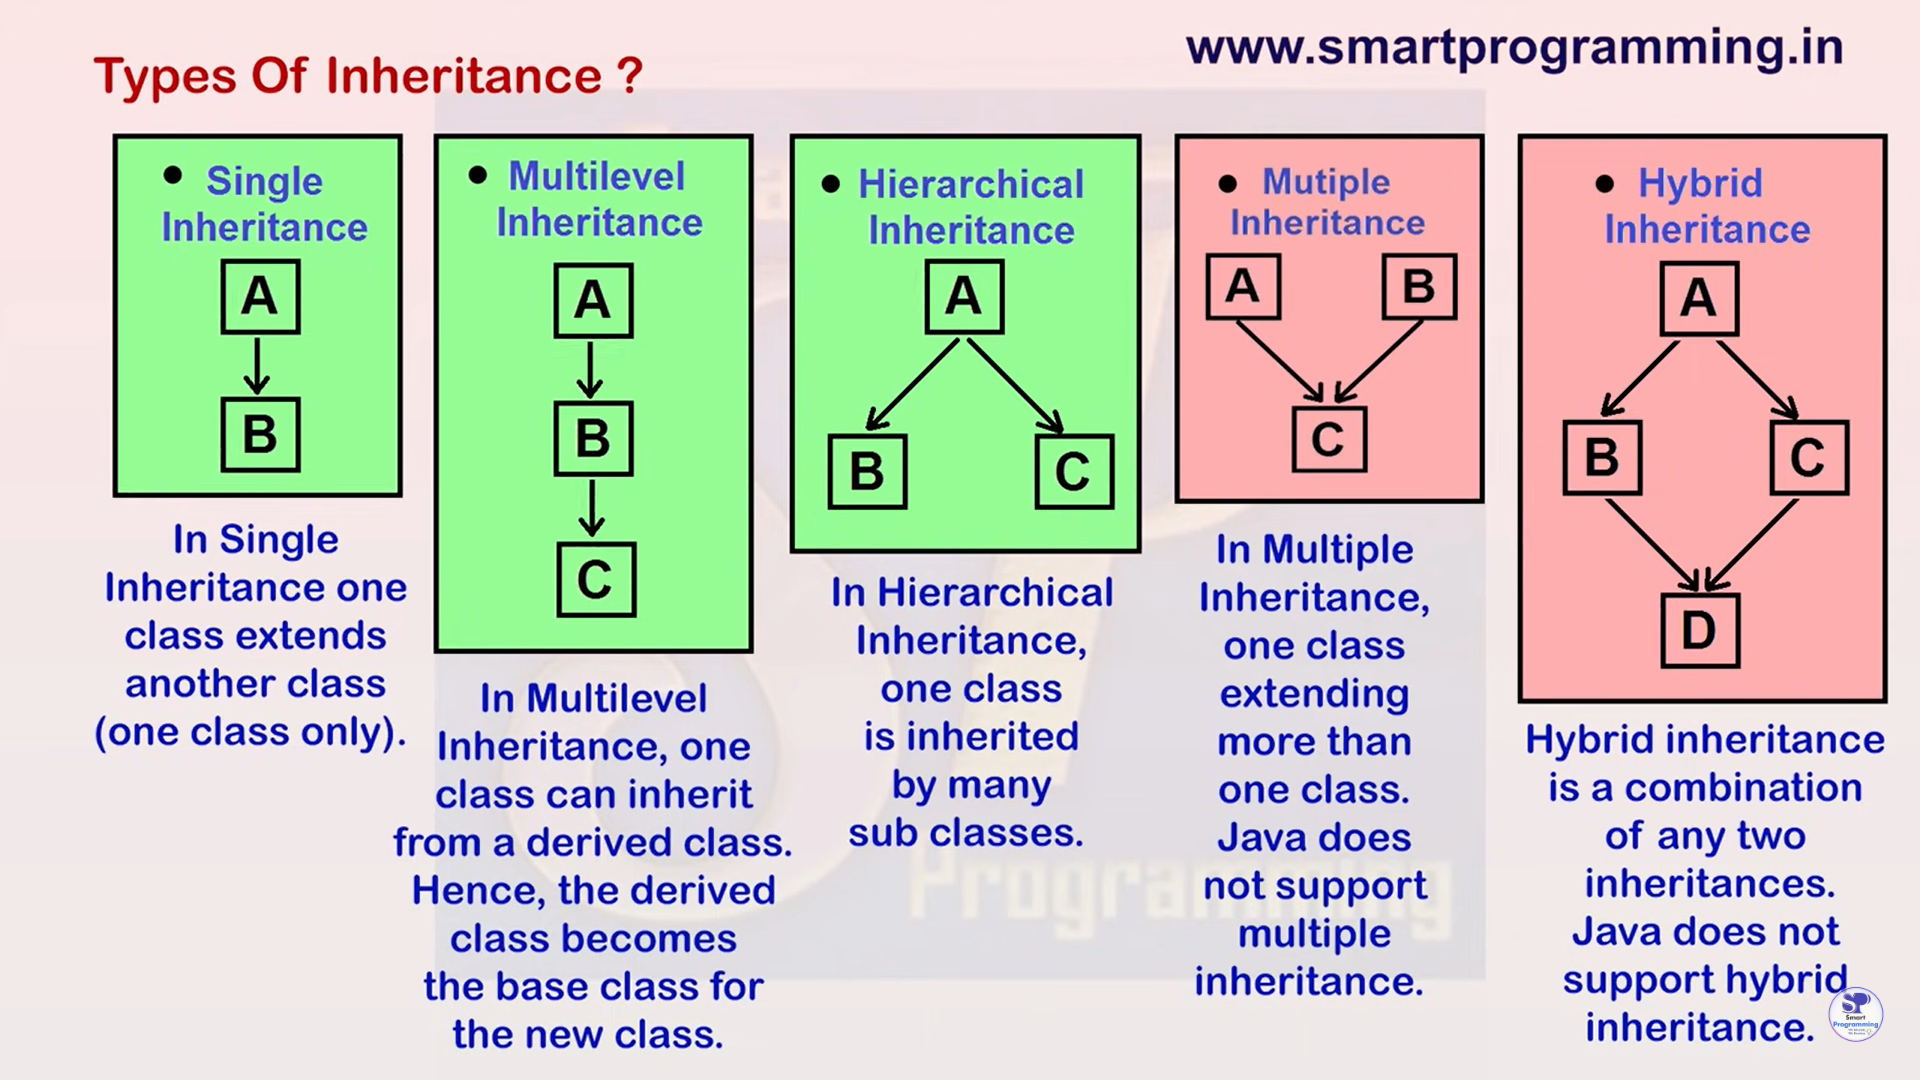 www.smartprogramming.in
Types Of Inheritance ?
• Single
Inheritance
A
B
In Single
Inheritance one
class extends
another class
(one class only).
• Multilevel
Inheritance
A
B
C
In Multilevel
Inheritance, one
class can inherit
from a derived class.
Hence, the derived
class becomes
the base class for
the new class.
• Hierarchical
Inheritance
A
B C
In Hierarchical
Inheritance,
one class
is inherited
by many
sub classes.
• Mutiple
Inheritance
A B
C
In Multiple
Inheritance,
one class
extending
more than
one class.
Java does
not support
multiple
inheritance.
• Hybrid
Inheritance
A
B C
D
Hybrid inheritance
is a combination
of any two
inheritances.
Java does not
support hybrid
inheritance.
Programming
SP
Smart
Programming